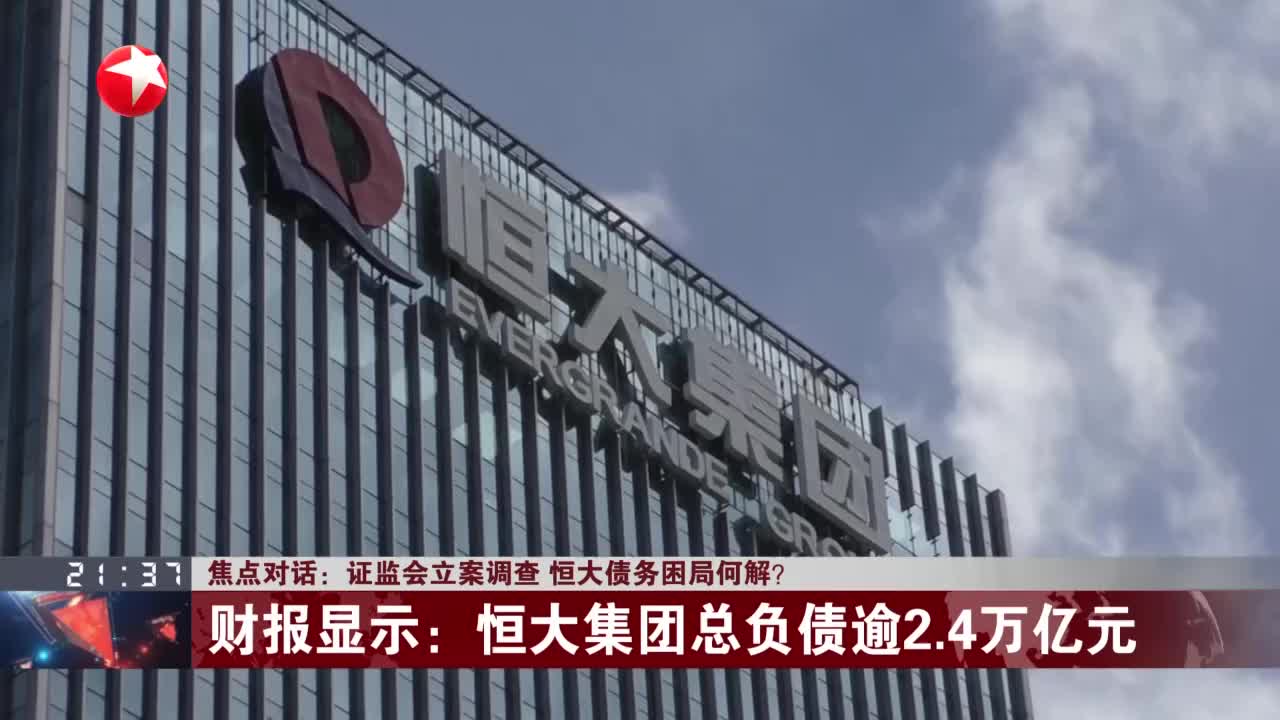 恒大集团
EVERGRANDE GROUP
21:37
焦点对话：证监会立案调查 恒大债务困局何解？
财报显示：恒大集团总负债逾2.4万亿元